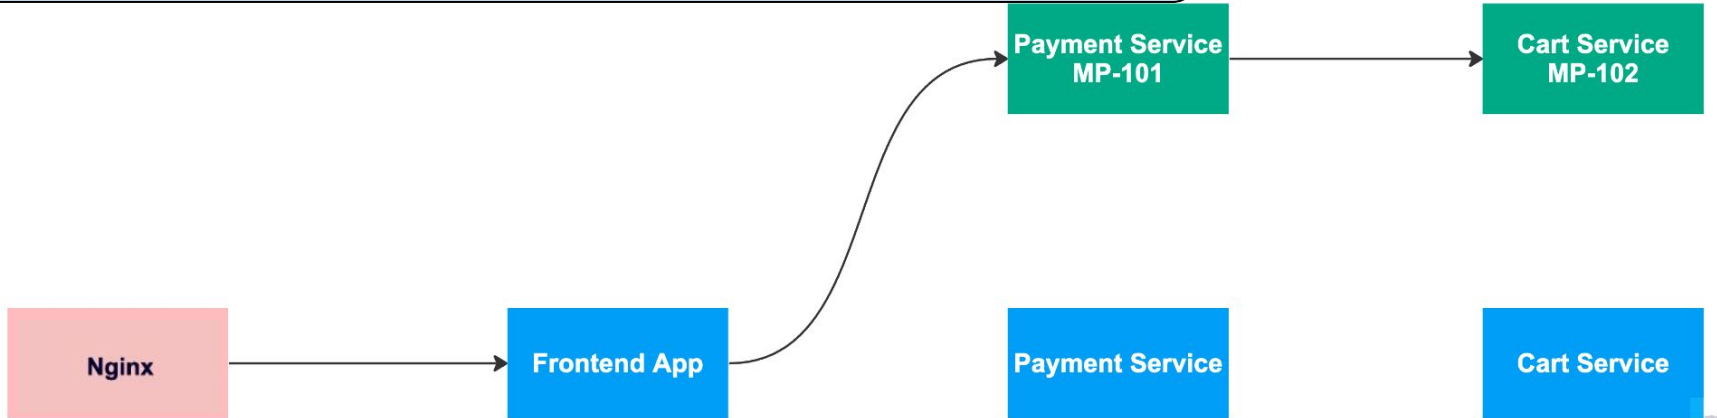 Payment Service
MP-101
Cart Service
MP-102
Nginx
Frontend App
Payment Service
Cart Service